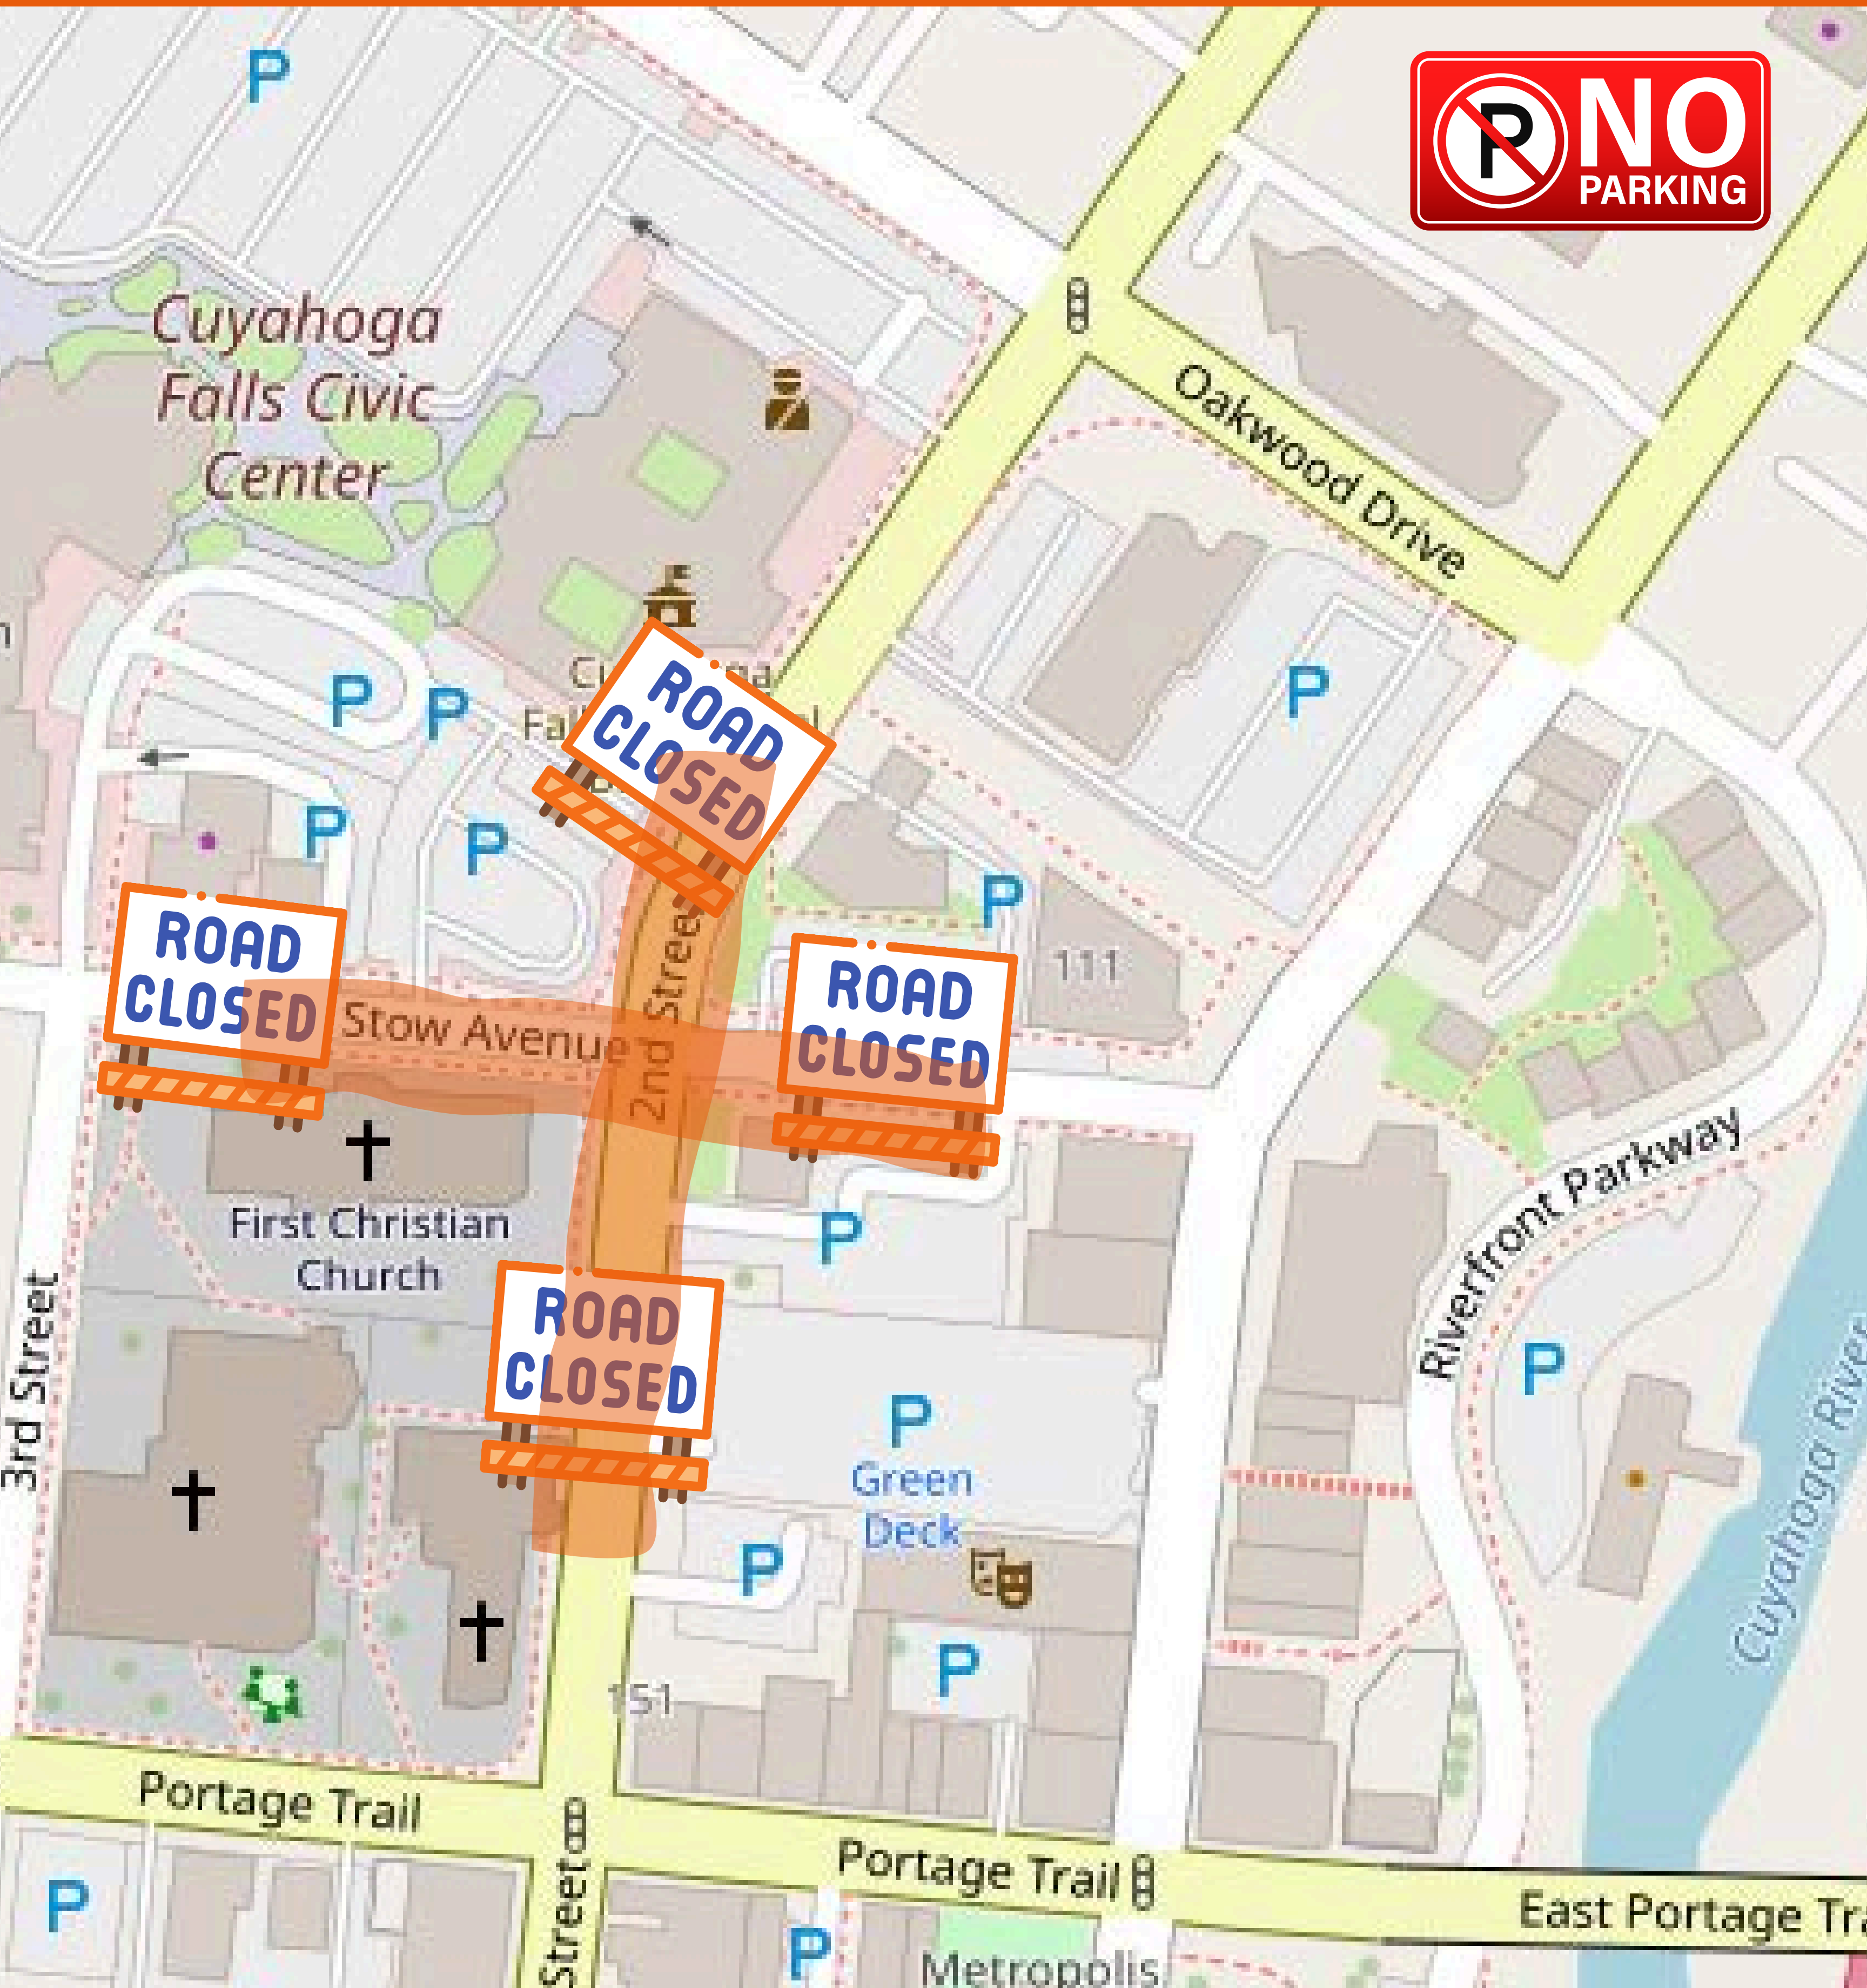 P
P
NO
PARKING
Cuyahoga
Falls Civic
Center
Oakwood Drive
P
P
P
P
P
P
ROAD
CLOSED
ROAD
CLOSED
ROAD
CLOSED
111
Stow Avenue
2nd Street
First Christian
Church
P
ROAD
CLOSED
3rd Street
Riverfront Parkway
P
P
Green
Deck
Cuyahoga River
P
P
151
Portage Trail
Portage Trail
East Portage
P
P
Street
Metropolis